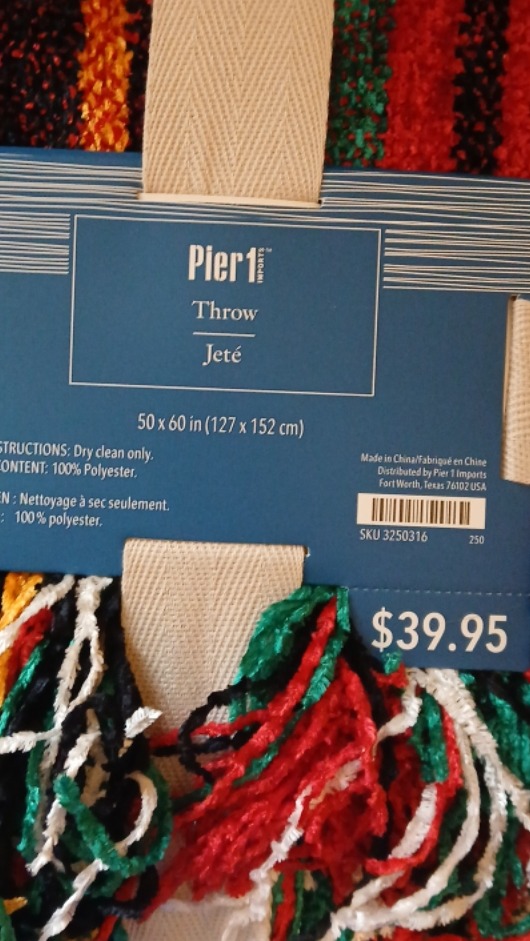 Pier1
IMPORTS™
Throw
Jeté
50 x 60 in (127 x 152 cm)
STRUCTIONS: Dry clean only.
ONTENT: 100% Polyester.
EN : Nettoyage à sec seulement.
: 100% polyester.
Made in China/Fabriqué en Chine
Distributed by Pier 1 Imports
Fort Worth, Texas 76102 USA
SKU 3250316 250
$39.95